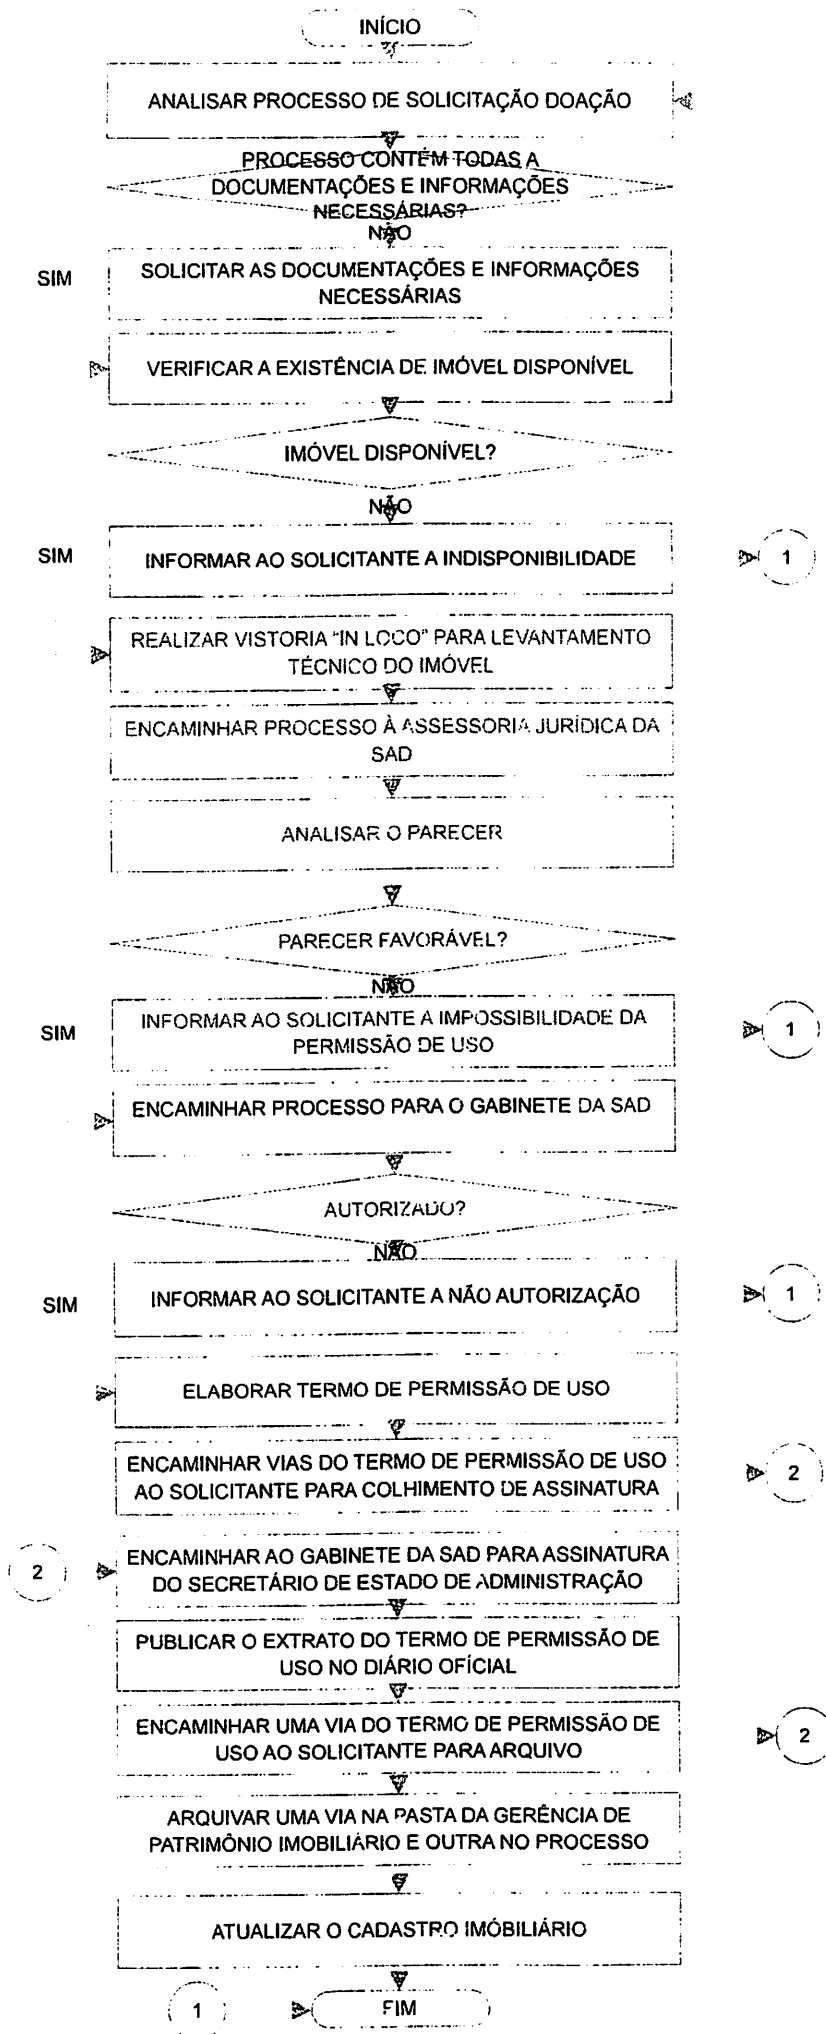 INÍCIO
ANALISAR PROCESSO DE SOLICITAÇÃO DOAÇÃO
PROCESSO CONTÉM TODAS A
DOCUMENTAÇÕES E INFORMAÇÕES
NECESSÁRIAS?
NÃO
SIM
SOLICITAR AS DOCUMENTAÇÕES E INFORMAÇÕES
NECESSÁRIAS
VERIFICAR A EXISTÊNCIA DE IMÓVEL DISPONÍVEL
IMÓVEL DISPONÍVEL?
NÃO
SIM
INFORMAR AO SOLICITANTE A INDISPONIBILIDADE
1
REALIZAR VISTORIA “IN LOCO” PARA LEVANTAMENTO
TÉCNICO DO IMÓVEL
ENCAMINHAR PROCESSO À ASSESSORIA JURÍDICA DA
SAD
ANALISAR O PARECER
PARECER FAVORÁVEL?
NÃO
SIM
INFORMAR AO SOLICITANTE A IMPOSSIBILIDADE DA
PERMISSÃO DE USO
1
ENCAMINHAR PROCESSO PARA O GABINETE DA SAD
AUTORIZADO?
NÃO
SIM
INFORMAR AO SOLICITANTE A NÃO AUTORIZAÇÃO
1
ELABORAR TERMO DE PERMISSÃO DE USO
ENCAMINHAR VIAS DO TERMO DE PERMISSÃO DE USO
AO SOLICITANTE PARA COLHIMENTO DE ASSINATURA
2
2
ENCAMINHAR AO GABINETE DA SAD PARA ASSINATURA
DO SECRETÁRIO DE ESTADO DE ADMINISTRAÇÃO
PUBLICAR O EXTRATO DO TERMO DE PERMISSÃO DE
USO NO DIÁRIO OFÍCIAL
ENCAMINHAR UMA VIA DO TERMO DE PERMISSÃO DE
USO AO SOLICITANTE PARA ARQUIVO
2
ARQUIVAR UMA VIA NA PASTA DA GERÊNCIA DE
PATRIMÔNIO IMOBILIÁRIO E OUTRA NO PROCESSO
ATUALIZAR O CADASTRO IMÓBILIÁRIO
1
FIM